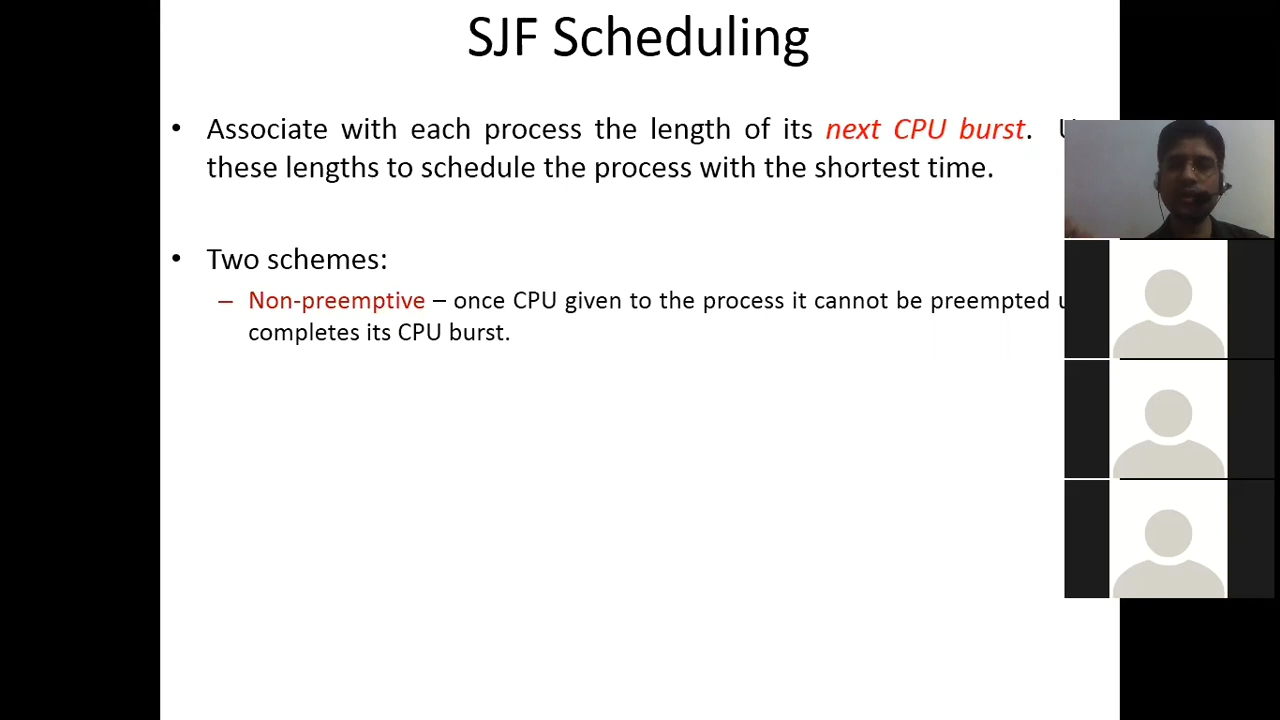 SJF Scheduling
• Associate with each process the length of its next CPU burst.
these lengths to schedule the process with the shortest time.
• Two schemes:
– Non-preemptive – once CPU given to the process it cannot be preempted
completes its CPU burst.